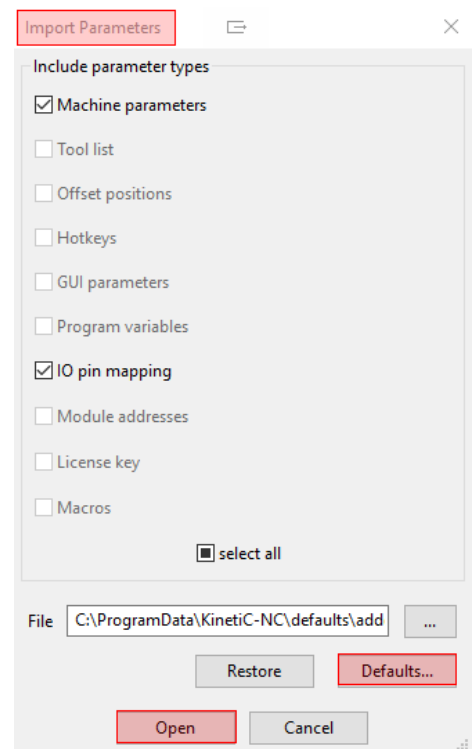 Import Parameters
Include parameter types
Machine parameters
Tool list
Offset positions
Hotkeys
GUI parameters
Program variables
IO pin mapping
Module addresses
License key
Macros
select all
File C:\ProgramData\KinetiC-NC\defaults\add ...
Restore Defaults...
Open Cancel